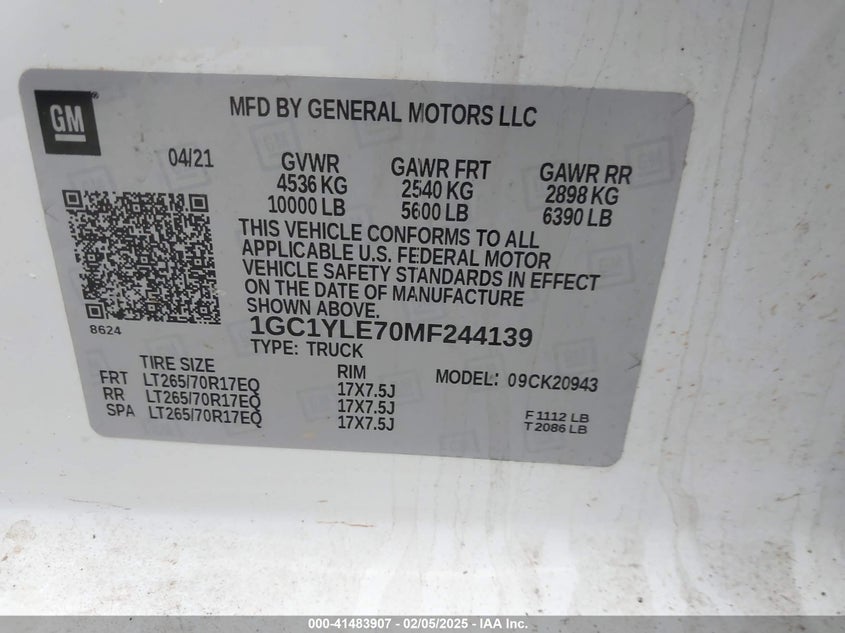 GM
MFD BY GENERAL MOTORS LLC
04/21
GVWR
4536 KG
10000 LB
GAWR FRT
2540 KG
5600 LB
GAWR RR
2898 KG
6390 LB
THIS VEHICLE CONFORMS TO ALL
APPLICABLE U.S. FEDERAL MOTOR
VEHICLE SAFETY STANDARDS IN EFFECT
ON THE DATE OF MANUFACTURE
SHOWN ABOVE.
8624
1GC1YLE70MF244139
TYPE: TRUCK
TIRE SIZE
RIM
MODEL: 09CK20943
FRT LT265/70R17EQ 17X7.5J
RR LT265/70R17EQ 17X7.5J
SPA LT265/70R17EQ 17X7.5J
F 1112 LB
T 2086 LB
000-41483907 - 02/05/2025 - IAA Inc.